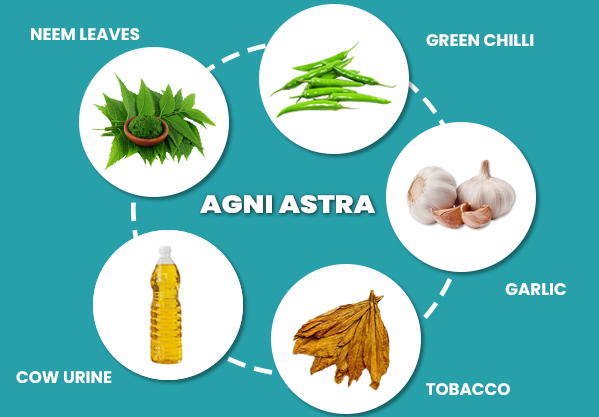 NEEM LEAVES
GREEN CHILLI
AGNI ASTRA
GARLIC
COW URINE
TOBACCO